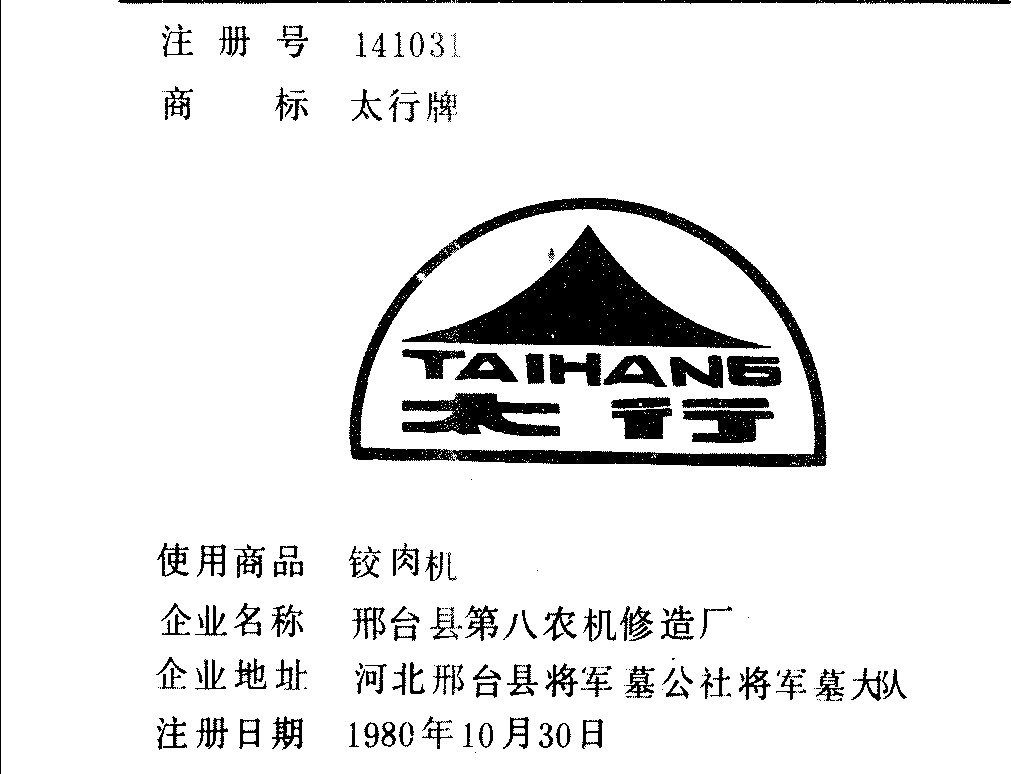 注册号 141031
商标 太行牌
TAIHANG
太行
使用商品 铰肉机
企业名称 邢台县第八农机修造厂
企业地址 河北邢台县将军墓公社将军墓大队
注册日期 1980年10月30日